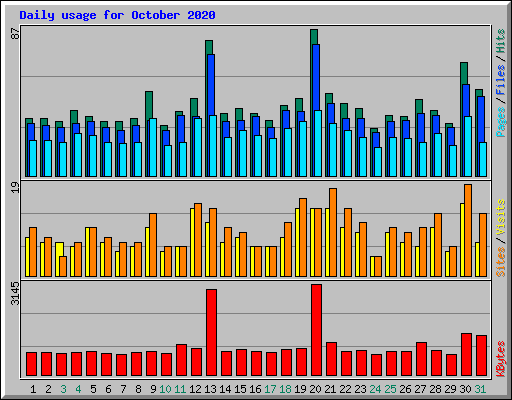 Daily usage for October 2020
87
Pages / Files / Hits
19
Sites / Visits
3145
KBytes
1 2 3 4 5 6 7 8 9 10 11 12 13 14 15 16 17 18 19 20 21 22 23 24 25 26 27 28 29 30 31